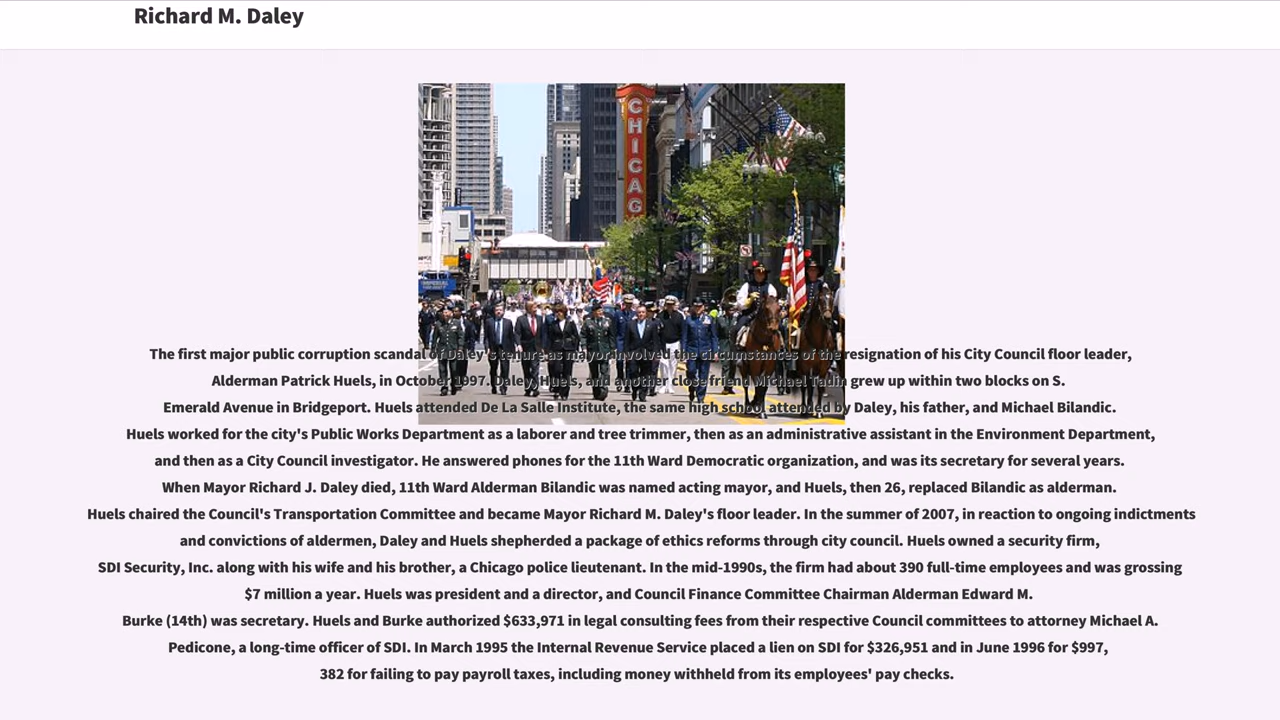 Richard M. Daley
CHICAG
The first major public corruption scandal of Daley's tenure as mayor involved the circumstances of the resignation of his City Council floor leader,
Alderman Patrick Huels, in October 1997. Daley, Huels, and another close friend Michael Tadin grew up within two blocks on S.
Emerald Avenue in Bridgeport. Huels attended De La Salle Institute, the same high school attended by Daley, his father, and Michael Bilandic.
Huels worked for the city's Public Works Department as a laborer and tree trimmer, then as an administrative assistant in the Environment Department,
and then as a City Council investigator. He answered phones for the 11th Ward Democratic organization, and was its secretary for several years.
When Mayor Richard J. Daley died, 11th Ward Alderman Bilandic was named acting mayor, and Huels, then 26, replaced Bilandic as alderman.
Huels chaired the Council's Transportation Committee and became Mayor Richard M. Daley's floor leader. In the summer of 2007, in reaction to ongoing indictments
and convictions of aldermen, Daley and Huels shepherded a package of ethics reforms through city council. Huels owned a security firm,
SDI Security, Inc. along with his wife and his brother, a Chicago police lieutenant. In the mid-1990s, the firm had about 390 full-time employees and was grossing
$7 million a year. Huels was president and a director, and Council Finance Committee Chairman Alderman Edward M.
Burke (14th) was secretary. Huels and Burke authorized $633,971 in legal consulting fees from their respective Council committees to attorney Michael A.
Pedicone, a long-time officer of SDI. In March 1995 the Internal Revenue Service placed a lien on SDI for $326,951 and in June 1996 for $997,
382 for failing to pay payroll taxes, including money withheld from its employees' pay checks.